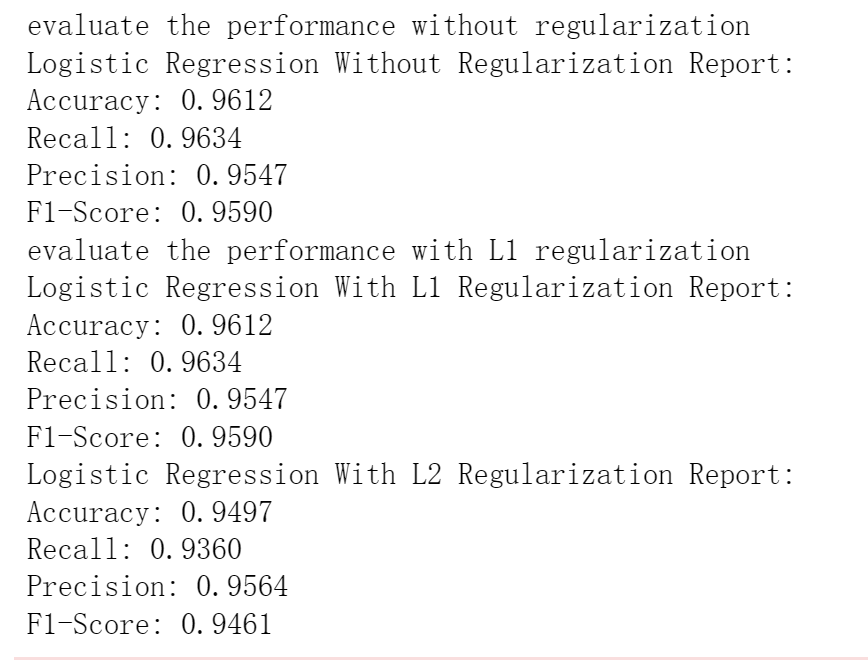 evaluate the performance without regularization
Logistic Regression Without Regularization Report:
Accuracy: 0.9612
Recall: 0.9634
Precision: 0.9547
F1-Score: 0.9590
evaluate the performance with L1 regularization
Logistic Regression With L1 Regularization Report:
Accuracy: 0.9612
Recall: 0.9634
Precision: 0.9547
F1-Score: 0.9590
Logistic Regression With L2 Regularization Report:
Accuracy: 0.9497
Recall: 0.9360
Precision: 0.9564
F1-Score: 0.9461